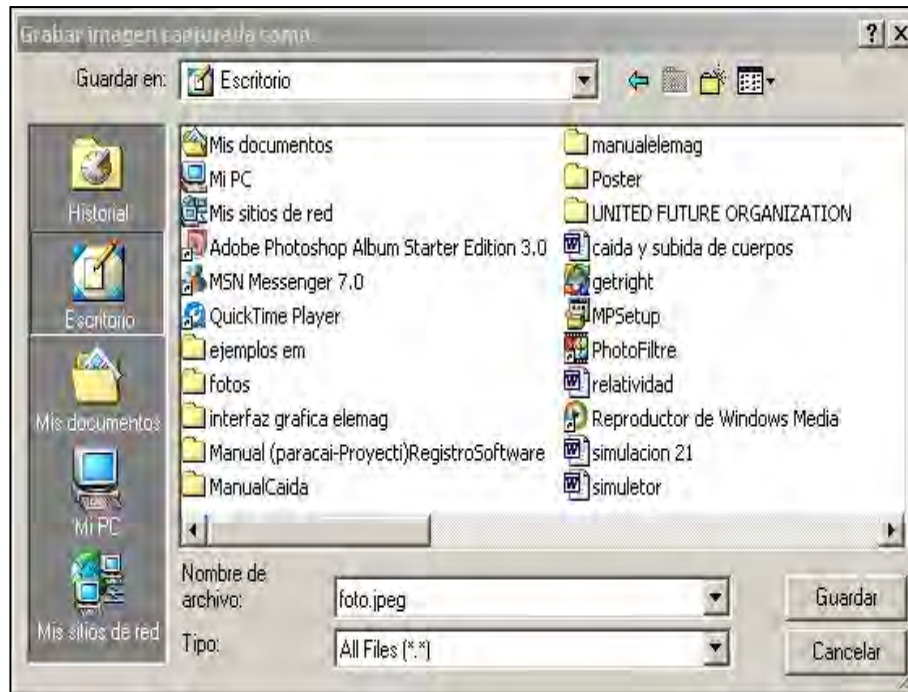 Grabar imagen capturada como
Guardar en: Escritorio
Historial
Escritorio
Mis documentos
Mi PC
Mis sitios de red
Mis documentos
Mi PC
Mis sitios de red
Adobe Photoshop Album Starter Edition 3.0
MSN Messenger 7.0
QuickTime Player
ejemplos em
fotos
interfaz grafica elemag
Manual (paracai-Proyecti)RegistroSoftware
ManualCaida
manualelemag
Poster
UNITED FUTURE ORGANIZATION
caida y subida de cuerpos
getright
MPSetup
PhotoFiltre
relatividad
Reproductor de Windows Media
simulacion 21
simuletor
Nombre de
archivo:
foto.jpeg
Guardar
Tipo:
All Files (*.*)
Cancelar